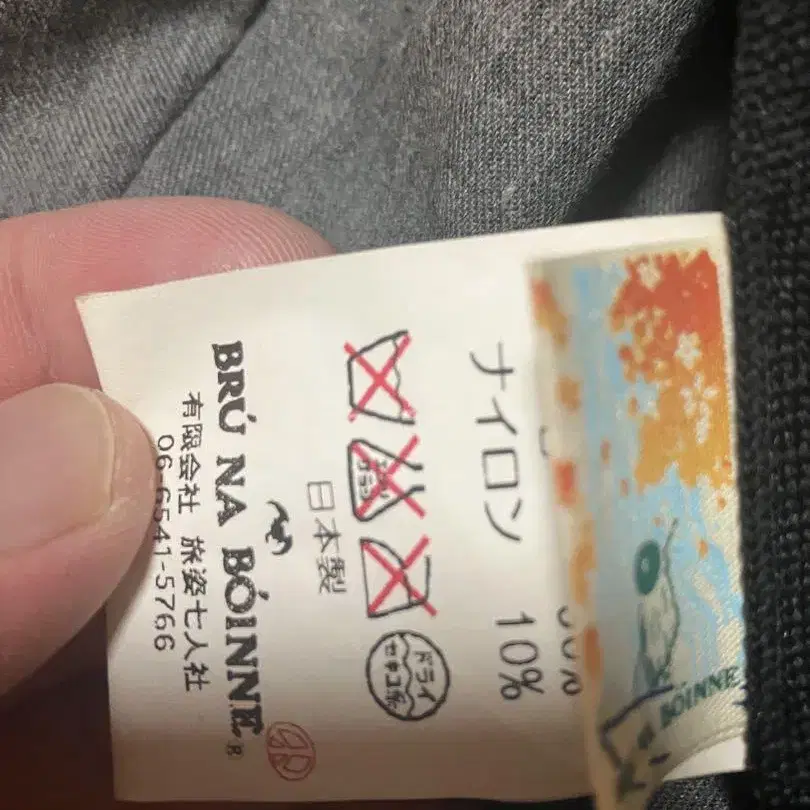 BÓINNE
ナイロン 10%
ドライ
セキユ系
日本製
BRÚ NA BÓINNE®
有限会社 旅姿七人社
06-6541-5766